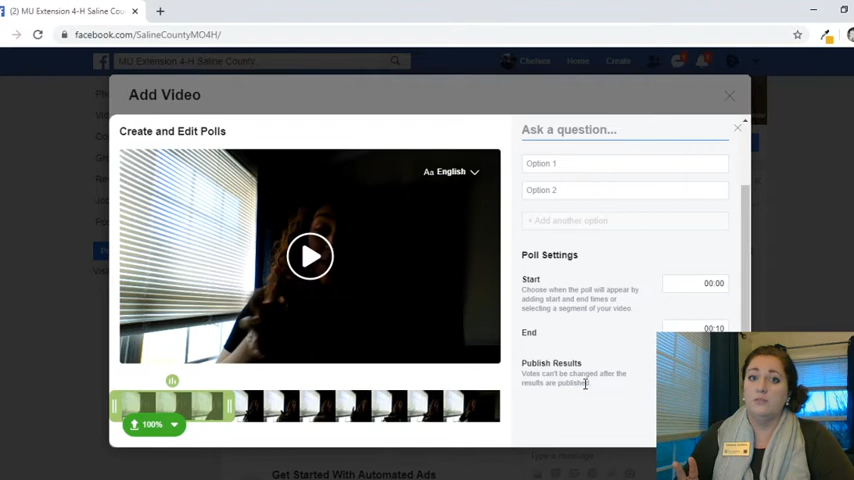 (2) MU Extension 4-H Saline Coun
facebook.com/SalineCountyMO4H/
MU Extension 4-H Saline County...
Chelsea
Home
Create
Add Video
Create and Edit Polls
Ask a question...
Aa English
Option 1
Option 2
+ Add another option
Poll Settings
Start
00:00
Choose when the poll will appear by
adding start and end times or
selecting a segment of your video.
End
00:10
Publish Results
Votes can't be changed after the
results are published.
100%
Type a message...
Get Started With Automated Ads